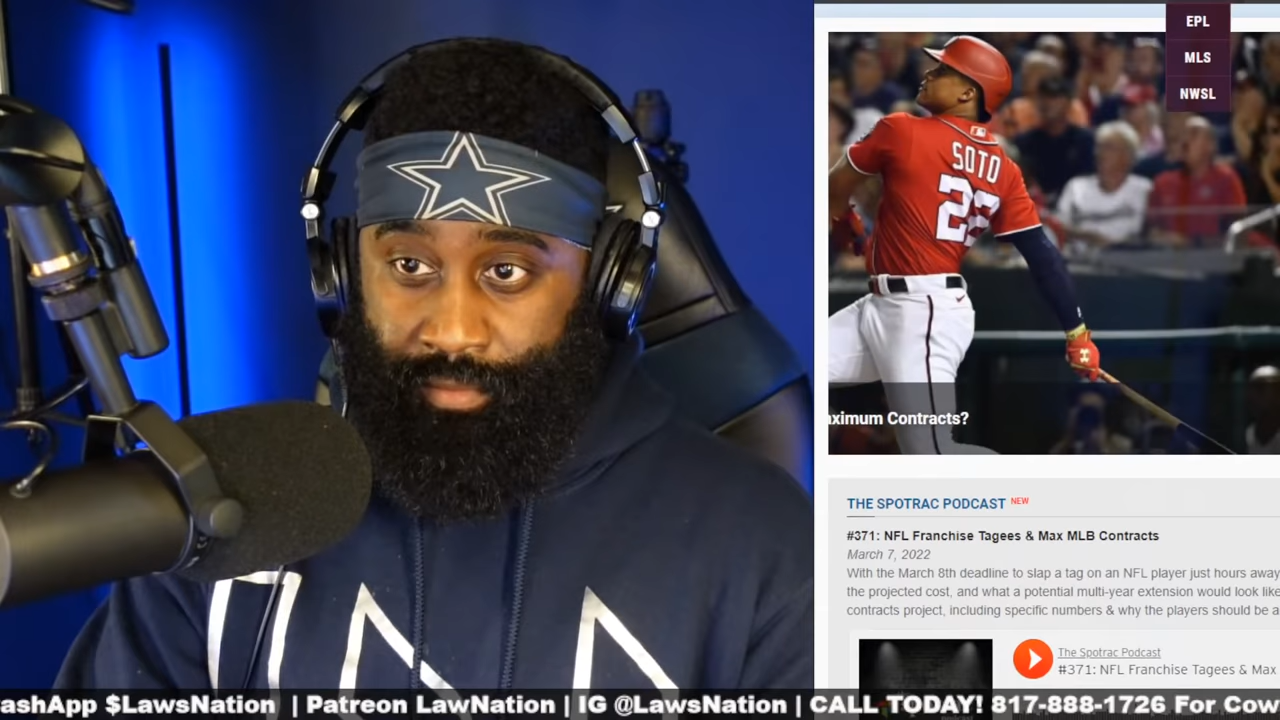 EPL
MLS
NWSL
SOTO
22
aximum Contracts?
THE SPOTRAC PODCAST NEW
#371: NFL Franchise Tagees & Max MLB Contracts
March 7, 2022
With the March 8th deadline to slap a tag on an NFL player just hours away
the projected cost, and what a potential multi-year extension would look like
contracts project, including specific numbers & why the players should be a
The Spotrac Podcast
#371: NFL Franchise Tagees & Max
ashApp $LawsNation | Patreon LawNation | IG @LawsNation | CALL TODAY! 817-888-1726 For Cow